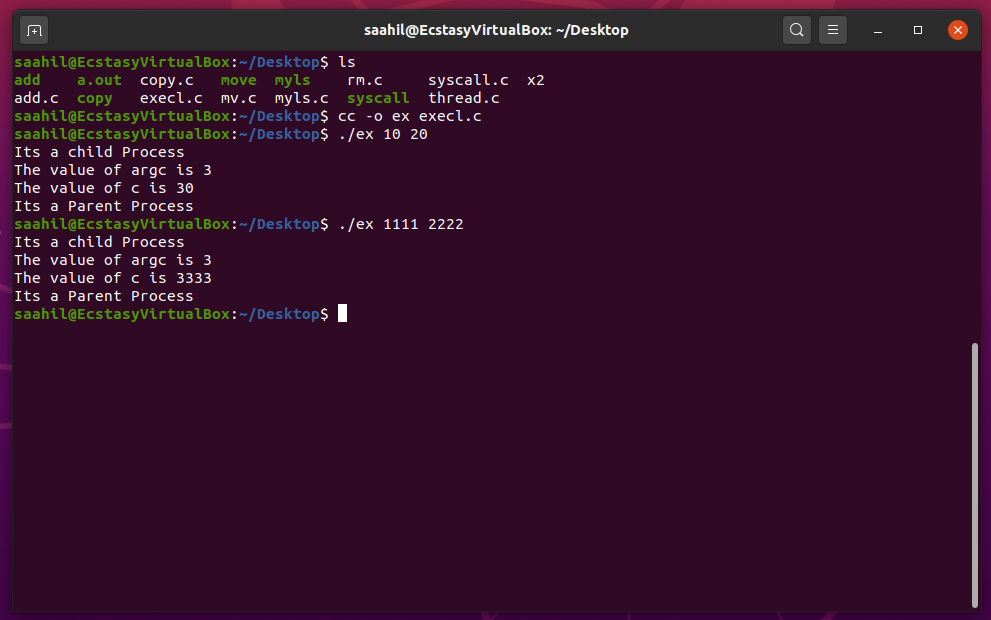 saahil@EcstasyVirtualBox: ~/Desktop
saahil@EcstasyVirtualBox:~/Desktop$ ls
add    a.out  copy.c   move  myls    rm.c     syscall.c  x2
add.c  copy   execl.c  mv.c  myls.c  syscall  thread.c
saahil@EcstasyVirtualBox:~/Desktop$ cc -o ex execl.c
saahil@EcstasyVirtualBox:~/Desktop$ ./ex 10 20
Its a child Process
The value of argc is 3
The value of c is 30
Its a Parent Process
saahil@EcstasyVirtualBox:~/Desktop$ ./ex 1111 2222
Its a child Process
The value of argc is 3
The value of c is 3333
Its a Parent Process
saahil@EcstasyVirtualBox:~/Desktop$